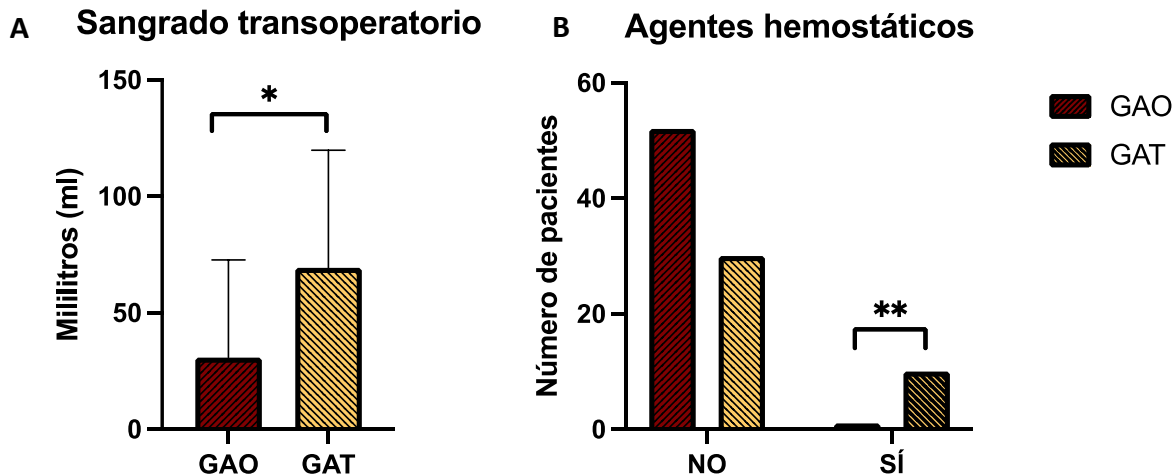 A
Sangrado transoperatorio
150
100
50
0
Mililitros (ml)
*
GAO
GAT
B
Agentes hemostáticos
60
40
20
0
Número de pacientes
**
NO
SÍ
GAO
GAT